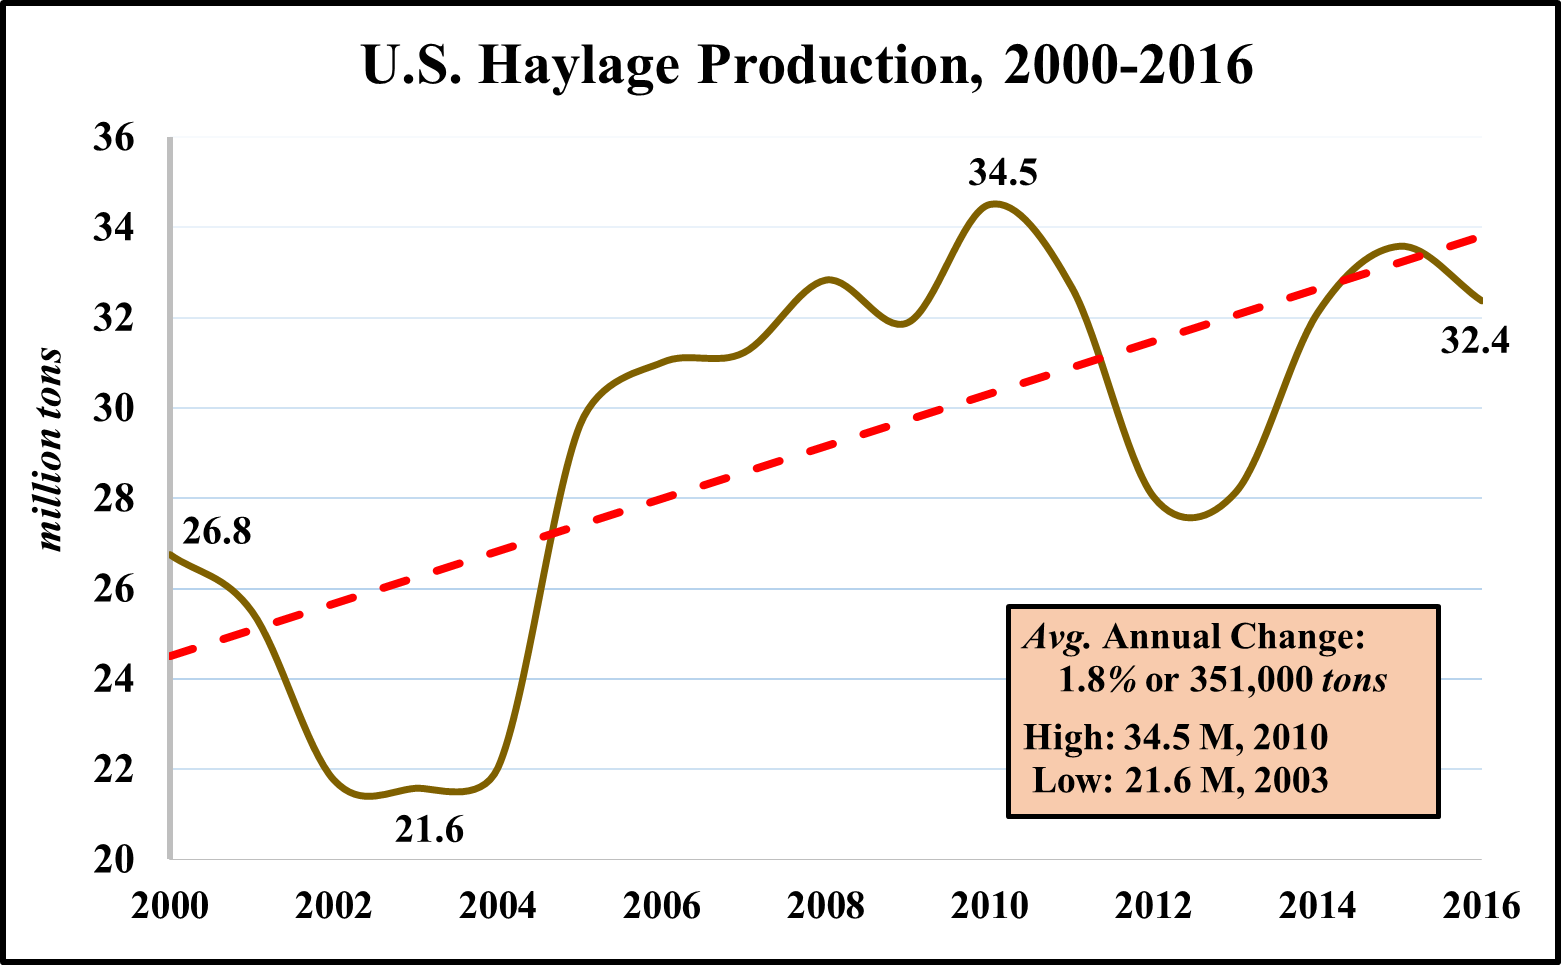 U.S. Haylage Production, 2000-2016
36
34
32
30
28
26
24
22
20
million tons
26.8
21.6
34.5
32.4
Avg. Annual Change:
1.8% or 351,000 tons
High: 34.5 M, 2010
Low: 21.6 M, 2003
2000 2002 2004 2006 2008 2010 2012 2014 2016